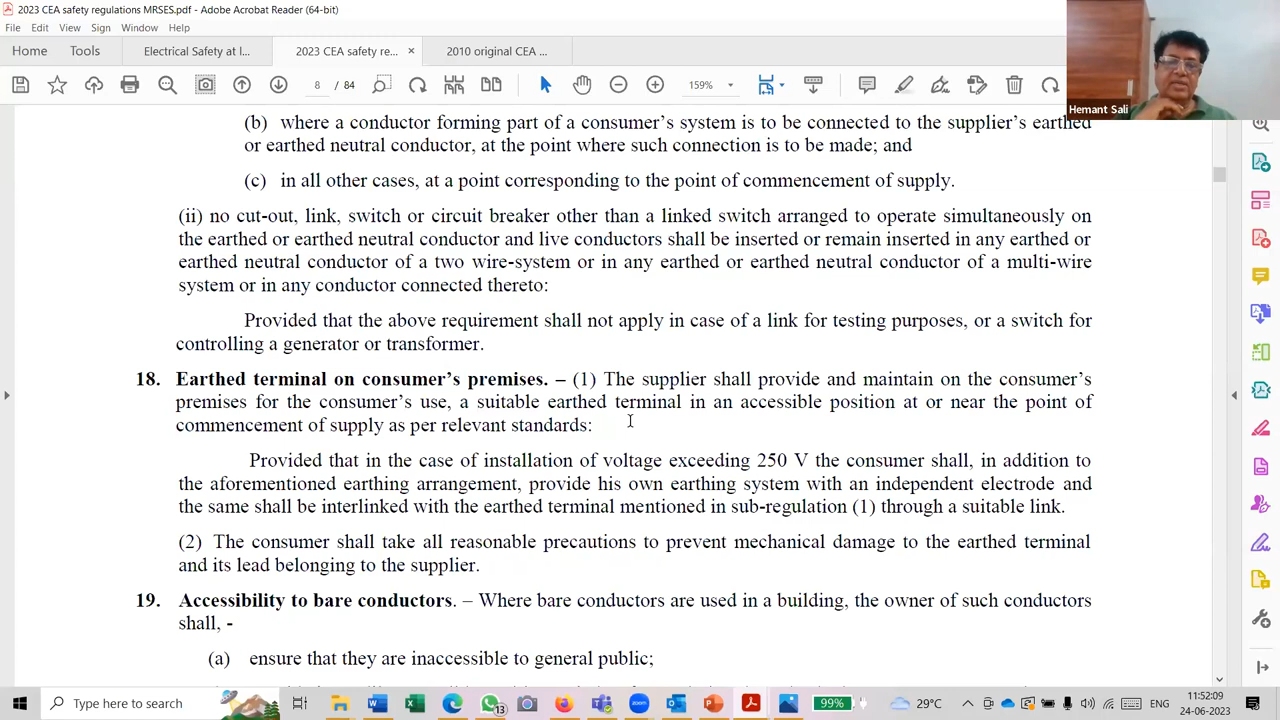 2023 CEA safety regulations MRSES.pdf - Adobe Acrobat Reader (64-bit)
File Edit View Sign Window Help
Home Tools Electrical Safety at I... 2023 CEA safety re... × 2010 original CEA ...
8 / 84 159%
Hemant Sali
(b) where a conductor forming part of a consumer's system is to be connected to the supplier's earthed
or earthed neutral conductor, at the point where such connection is to be made; and
(c) in all other cases, at a point corresponding to the point of commencement of supply.
(ii) no cut-out, link, switch or circuit breaker other than a linked switch arranged to operate simultaneously on
the earthed or earthed neutral conductor and live conductors shall be inserted or remain inserted in any earthed or
earthed neutral conductor of a two wire-system or in any earthed or earthed neutral conductor of a multi-wire
system or in any conductor connected thereto:
Provided that the above requirement shall not apply in case of a link for testing purposes, or a switch for
controlling a generator or transformer.
18. Earthed terminal on consumer's premises. – (1) The supplier shall provide and maintain on the consumer's
premises for the consumer's use, a suitable earthed terminal in an accessible position at or near the point of
commencement of supply as per relevant standards:
Provided that in the case of installation of voltage exceeding 250 V the consumer shall, in addition to
the aforementioned earthing arrangement, provide his own earthing system with an independent electrode and
the same shall be interlinked with the earthed terminal mentioned in sub-regulation (1) through a suitable link.
(2) The consumer shall take all reasonable precautions to prevent mechanical damage to the earthed terminal
and its lead belonging to the supplier.
19. Accessibility to bare conductors. – Where bare conductors are used in a building, the owner of such conductors
shall, -
(a) ensure that they are inaccessible to general public;
Type here to search 13 99% 29°C ENG 11:52:09
24-06-2023 3